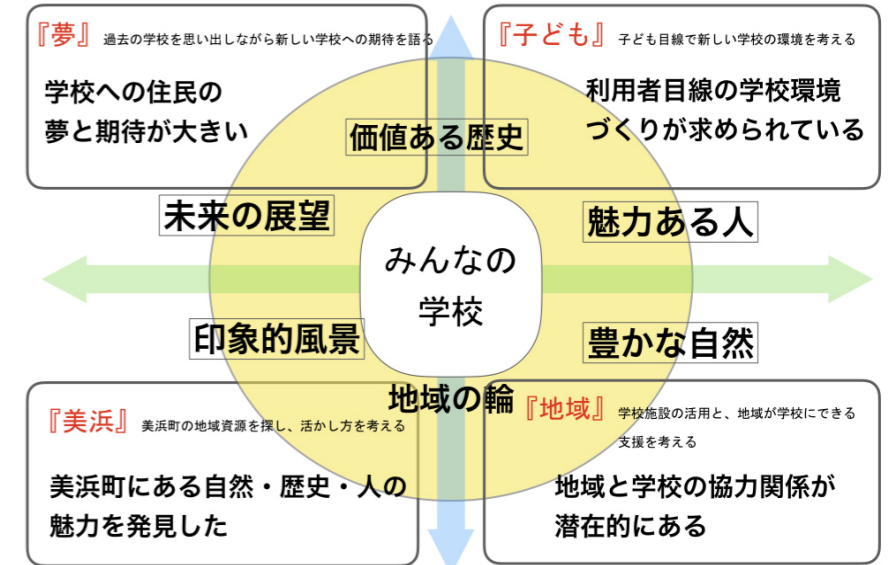 『夢』 過去の学校を思い出しながら新しい学校への期待を語る
学校への住民の
夢と期待が大きい
『子ども』 子ども目線で新しい学校の環境を考える
利用者目線の学校環境
づくりが求められている
価値ある歴史
未来の展望
魅力ある人
みんなの
学校
印象的風景
豊かな自然
地域の輪
『美浜』 美浜町の地域資源を探し、活かし方を考える
美浜町にある自然・歴史・人の
魅力を発見した
『地域』 学校施設の活用と、地域が学校にできる
支援を考える
地域と学校の協力関係が
潜在的にある